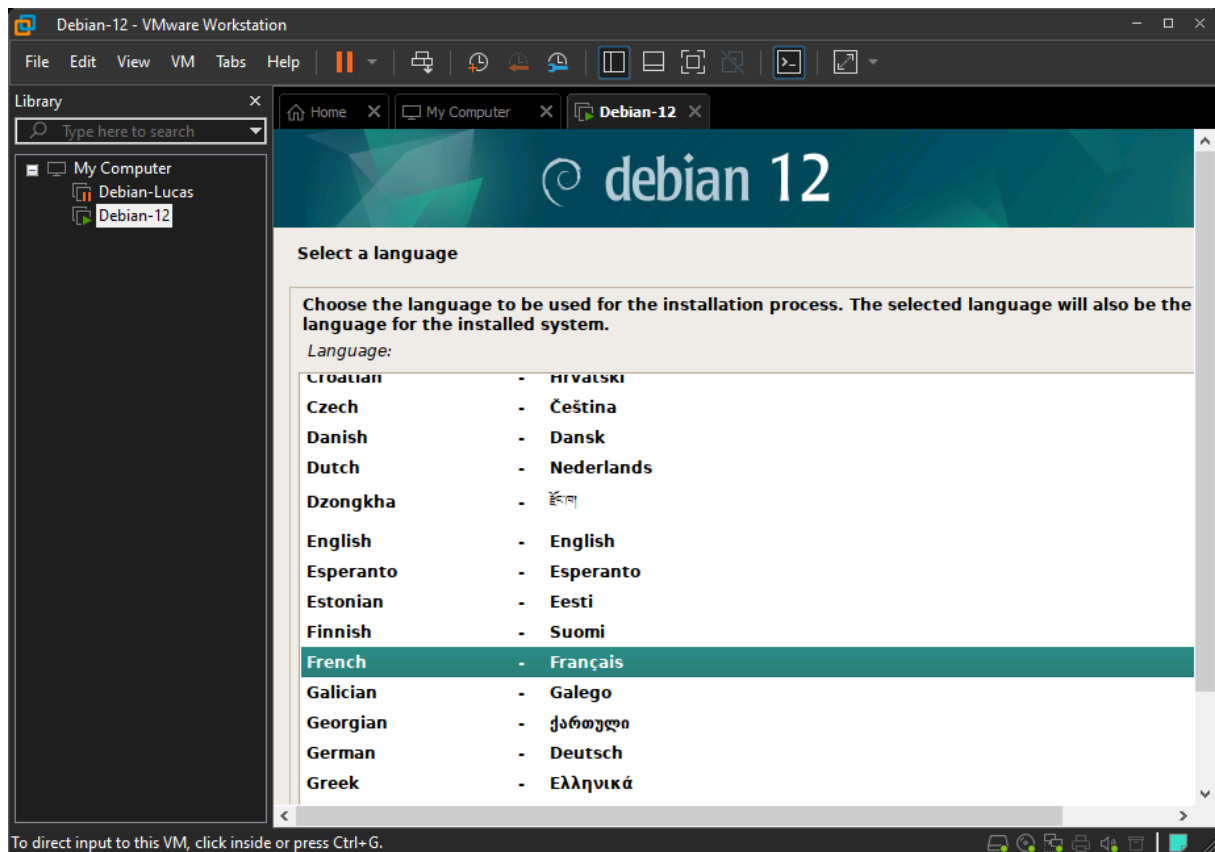 Debian-12 - VMware Workstation
File Edit View VM Tabs Help
Library
Home My Computer Debian-12
Type here to search
My Computer
Debian-Lucas
Debian-12
debian 12
Select a language
Choose the language to be used for the installation process. The selected language will also be the
language for the installed system.
Language:
Croatian - Hrvatski
Czech - Čeština
Danish - Dansk
Dutch - Nederlands
Dzongkha - རྫོང་ཁ།
English - English
Esperanto - Esperanto
Estonian - Eesti
Finnish - Suomi
French - Français
Galician - Galego
Georgian - ქართული
German - Deutsch
Greek - Ελληνικά
To direct input to this VM, click inside or press Ctrl+G.